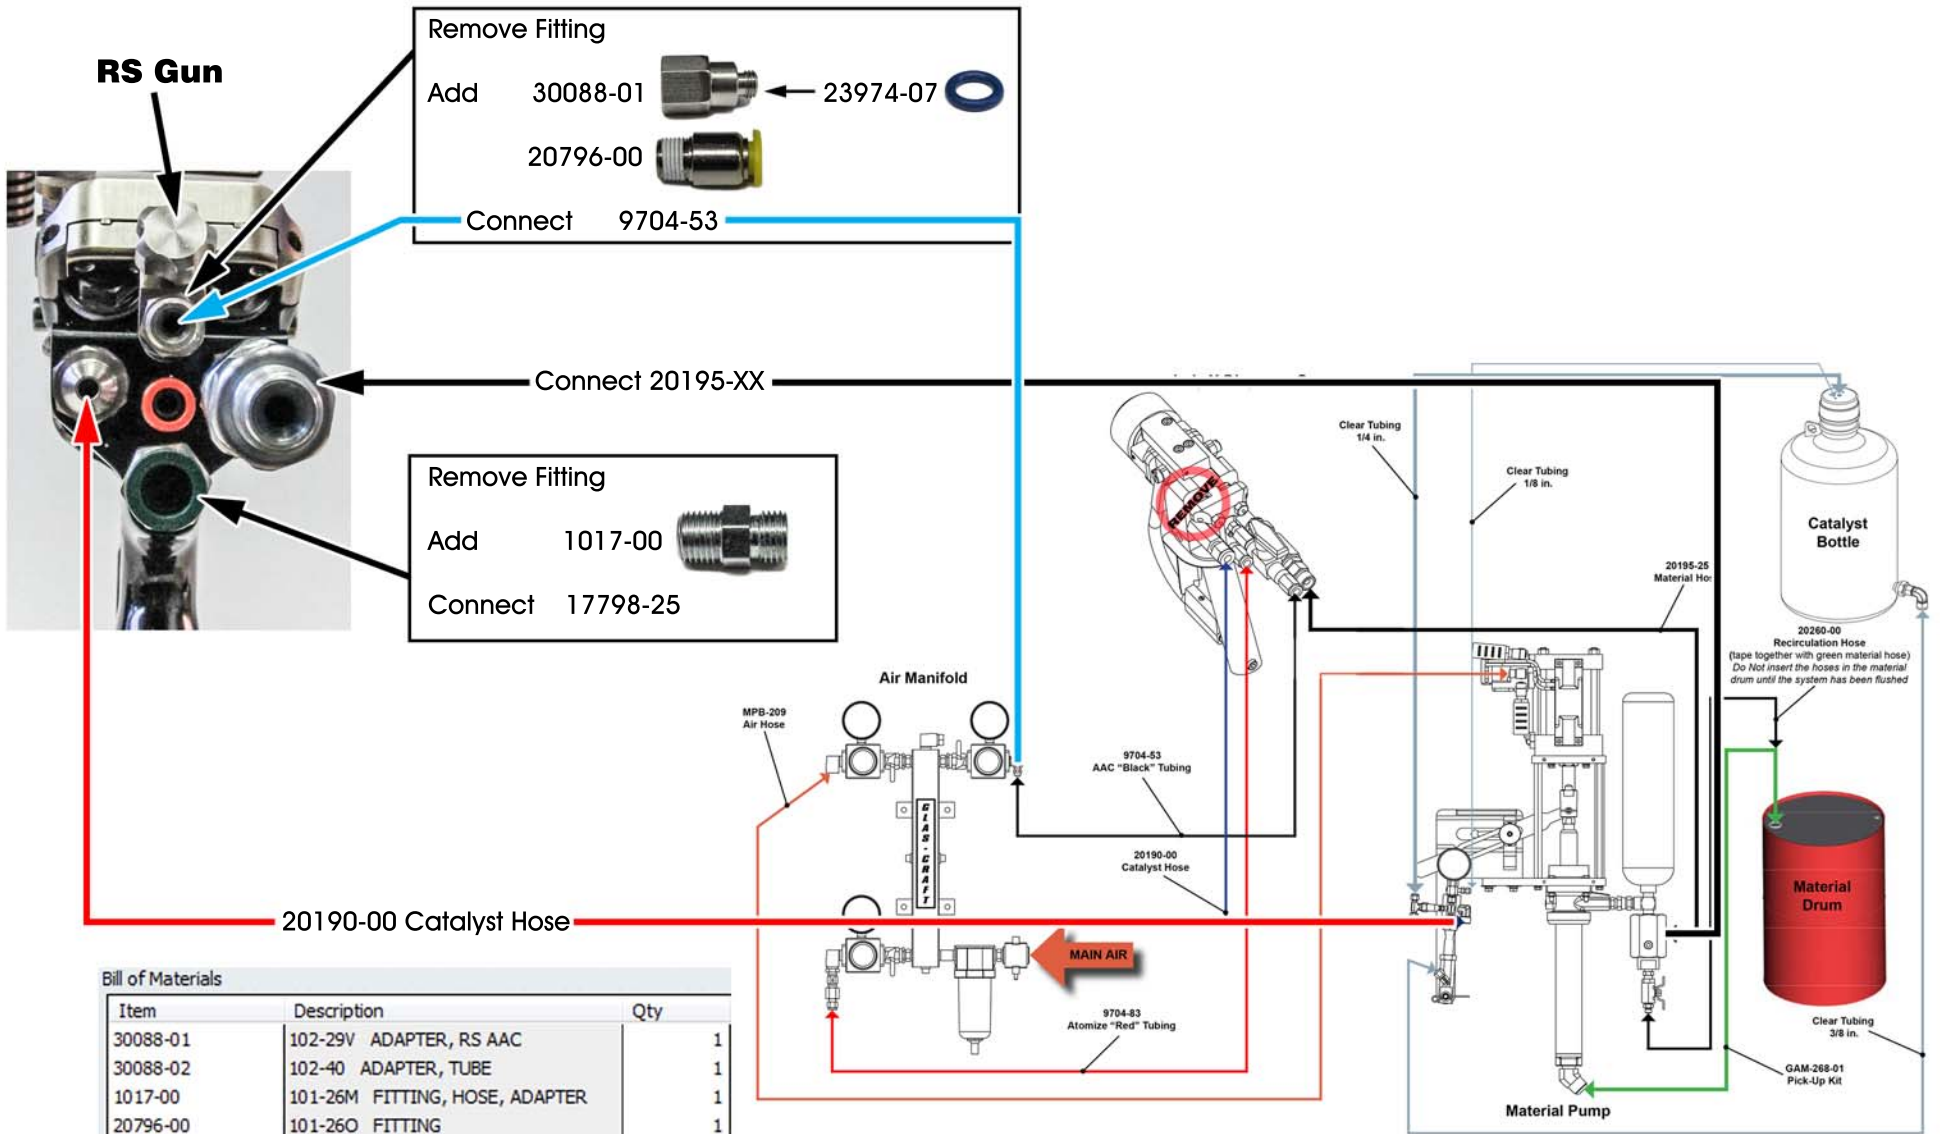 Remove Fitting
RS Gun
Add 30088-01 23974-07
20796-00
Connect 9704-53
Connect 20195-XX
Remove Fitting
Add 1017-00
Connect 17798-25
Clear Tubing
1/4 in.
Clear Tubing
1/8 in.
REMOVE
Catalyst
Bottle
20195-25
Material Hos
20260-00
Recirculation Hose
(tape together with green material hose)
Do Not insert the hoses in the material
drum until the system has been flushed
Air Manifold
MPB-209
Air Hose
9704-53
AAC "Black" Tubing
GLAS-CRAFT
20190-00
Catalyst Hose
Material
Drum
20190-00 Catalyst Hose
MAIN AIR
9704-83
Atomize "Red" Tubing
Clear Tubing
3/8 in.
GAM-268-01
Pick-Up Kit
Material Pump
Bill of Materials
Item Description Qty
30088-01 102-29V ADAPTER, RS AAC 1
30088-02 102-40 ADAPTER, TUBE 1
1017-00 101-26M FITTING, HOSE, ADAPTER 1
20796-00 101-26O FITTING 1